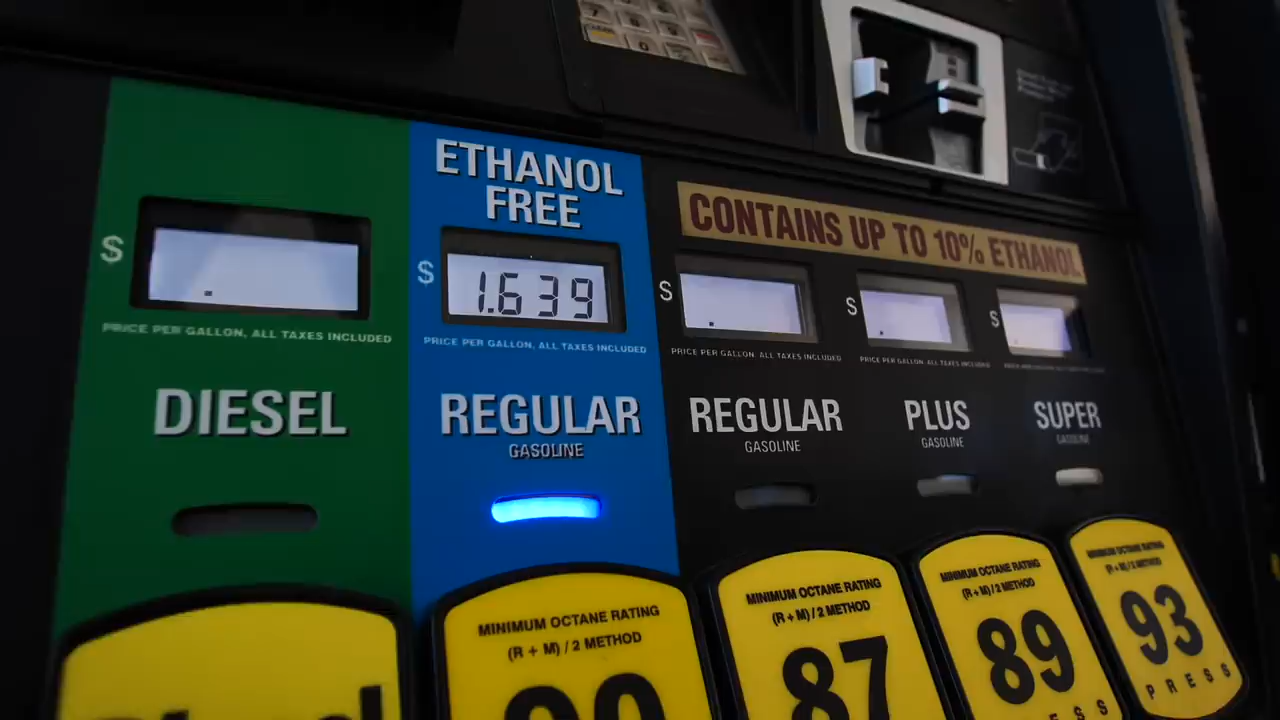 ETHANOL
FREE
CONTAINS UP TO 10% ETHANOL
$
$ 1.639
$
$
$
PRICE PER GALLON, ALL TAXES INCLUDED
PRICE PER GALLON, ALL TAXES INCLUDED
PRICE PER GALLON, ALL TAXES INCLUDED
PRICE PER GALLON, ALL TAXES INCLUDED
DIESEL
REGULAR
GASOLINE
REGULAR
GASOLINE
PLUS
GASOLINE
SUPER
GASOLINE
MINIMUM OCTANE RATING
(R + M) / 2 METHOD
MINIMUM OCTANE RATING
(R + M) / 2 METHOD
87
MINIMUM OCTANE RATING
(R + M) / 2 METHOD
89
MINIMUM OCTANE RATING
(R + M) / 2 METHOD
93
PRESS